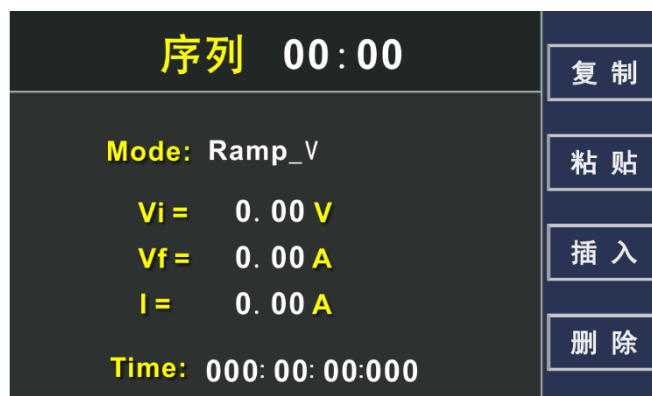 序列 00:00
Mode: Ramp_V
Vi = 0.00 V
Vf = 0.00 A
I = 0.00 A
Time: 000:00:00:000
复制
粘贴
插入
删除